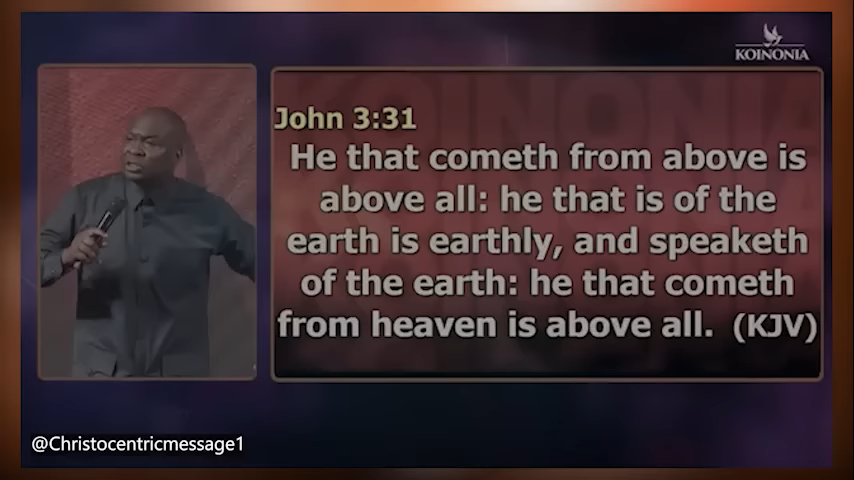 KOINONIA
John 3:31
He that cometh from above is
above all: he that is of the
earth is earthly, and speaketh
of the earth: he that cometh
from heaven is above all. (KJV)
@Christocentricmessage1